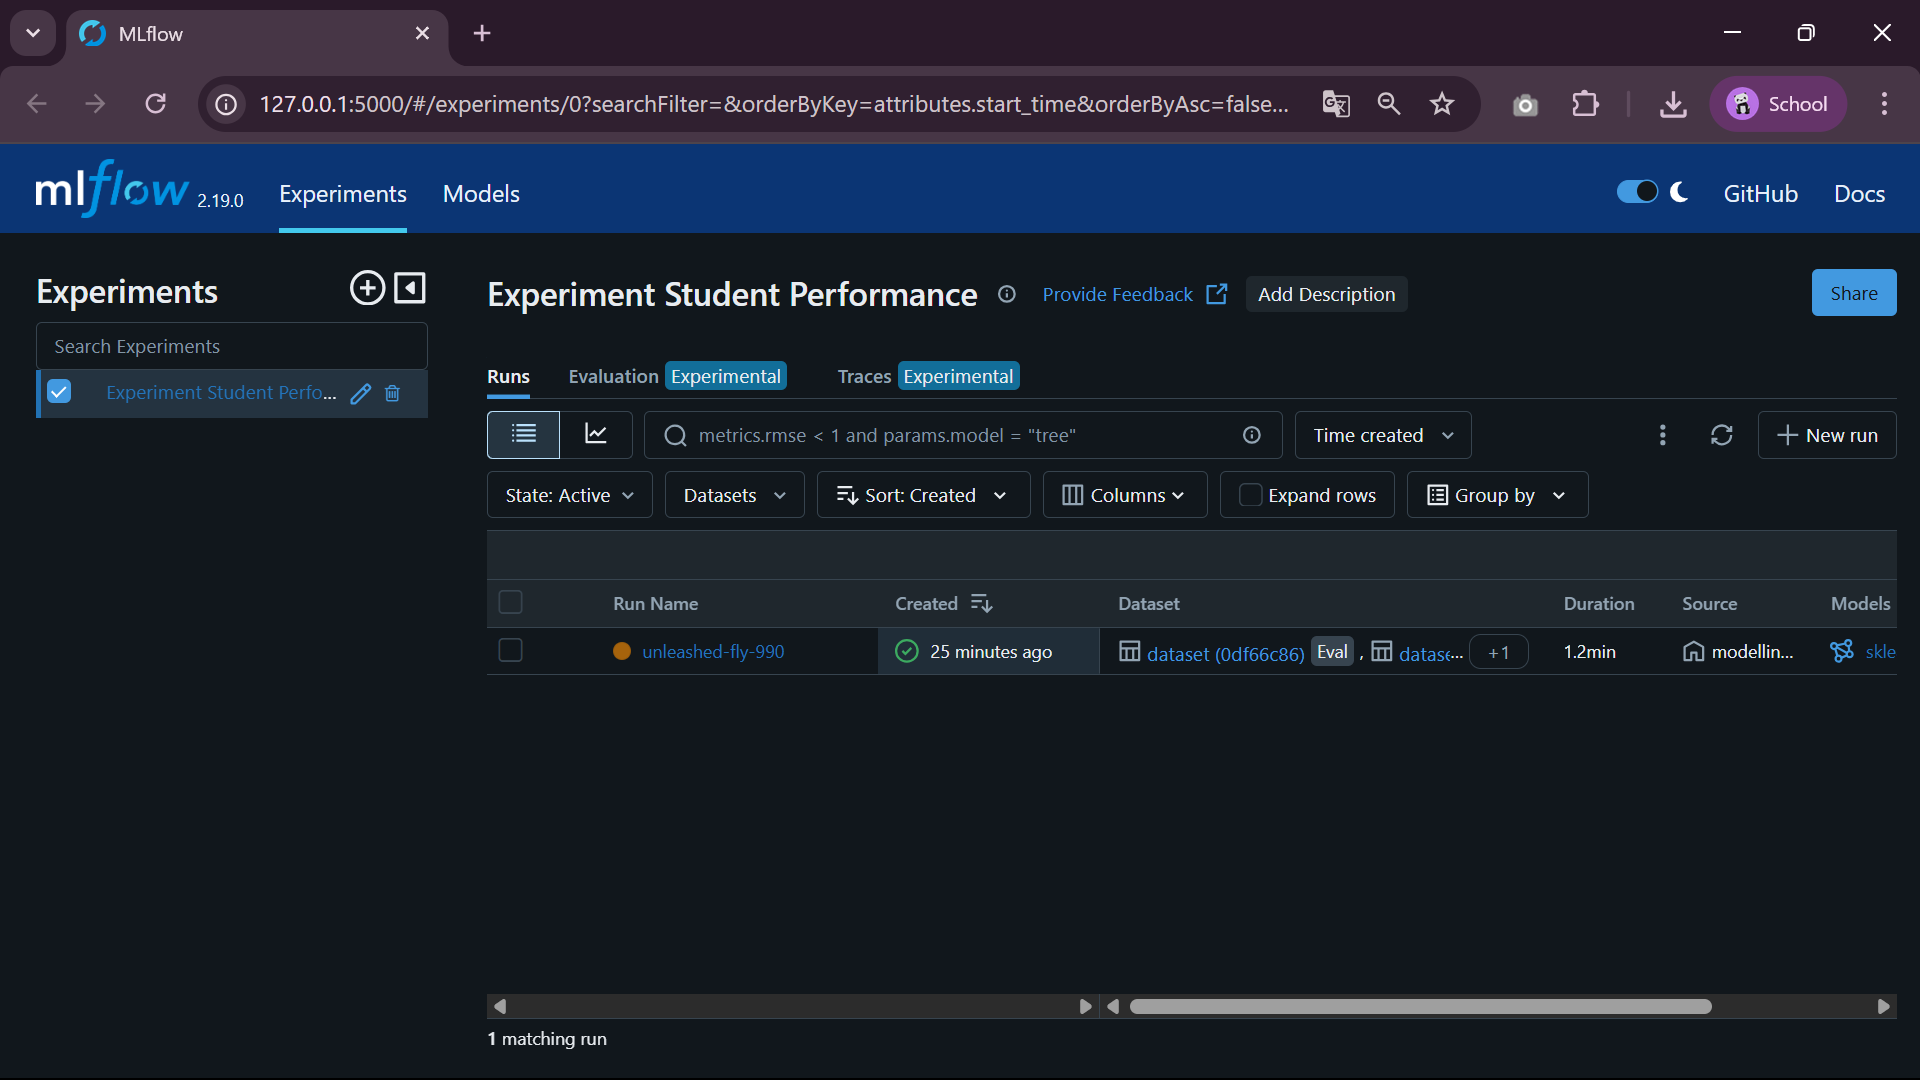 MLflow
127.0.0.1:5000/#/experiments/0?searchFilter=&orderByKey=attributes.start_time&orderByAsc=false...
School
mlflow 2.19.0 Experiments Models GitHub Docs
Experiments
Search Experiments
Experiment Student Perfo...
Experiment Student Performance Provide Feedback Add Description Share
Runs Evaluation Experimental Traces Experimental
metrics.rmse < 1 and params.model = "tree" Time created New run
State: Active Datasets Sort: Created Columns Expand rows Group by
Run Name Created Dataset Duration Source Models
unleashed-fly-990 25 minutes ago dataset (0df66c86) Eval , datase... +1 1.2min modellin... skle
1 matching run